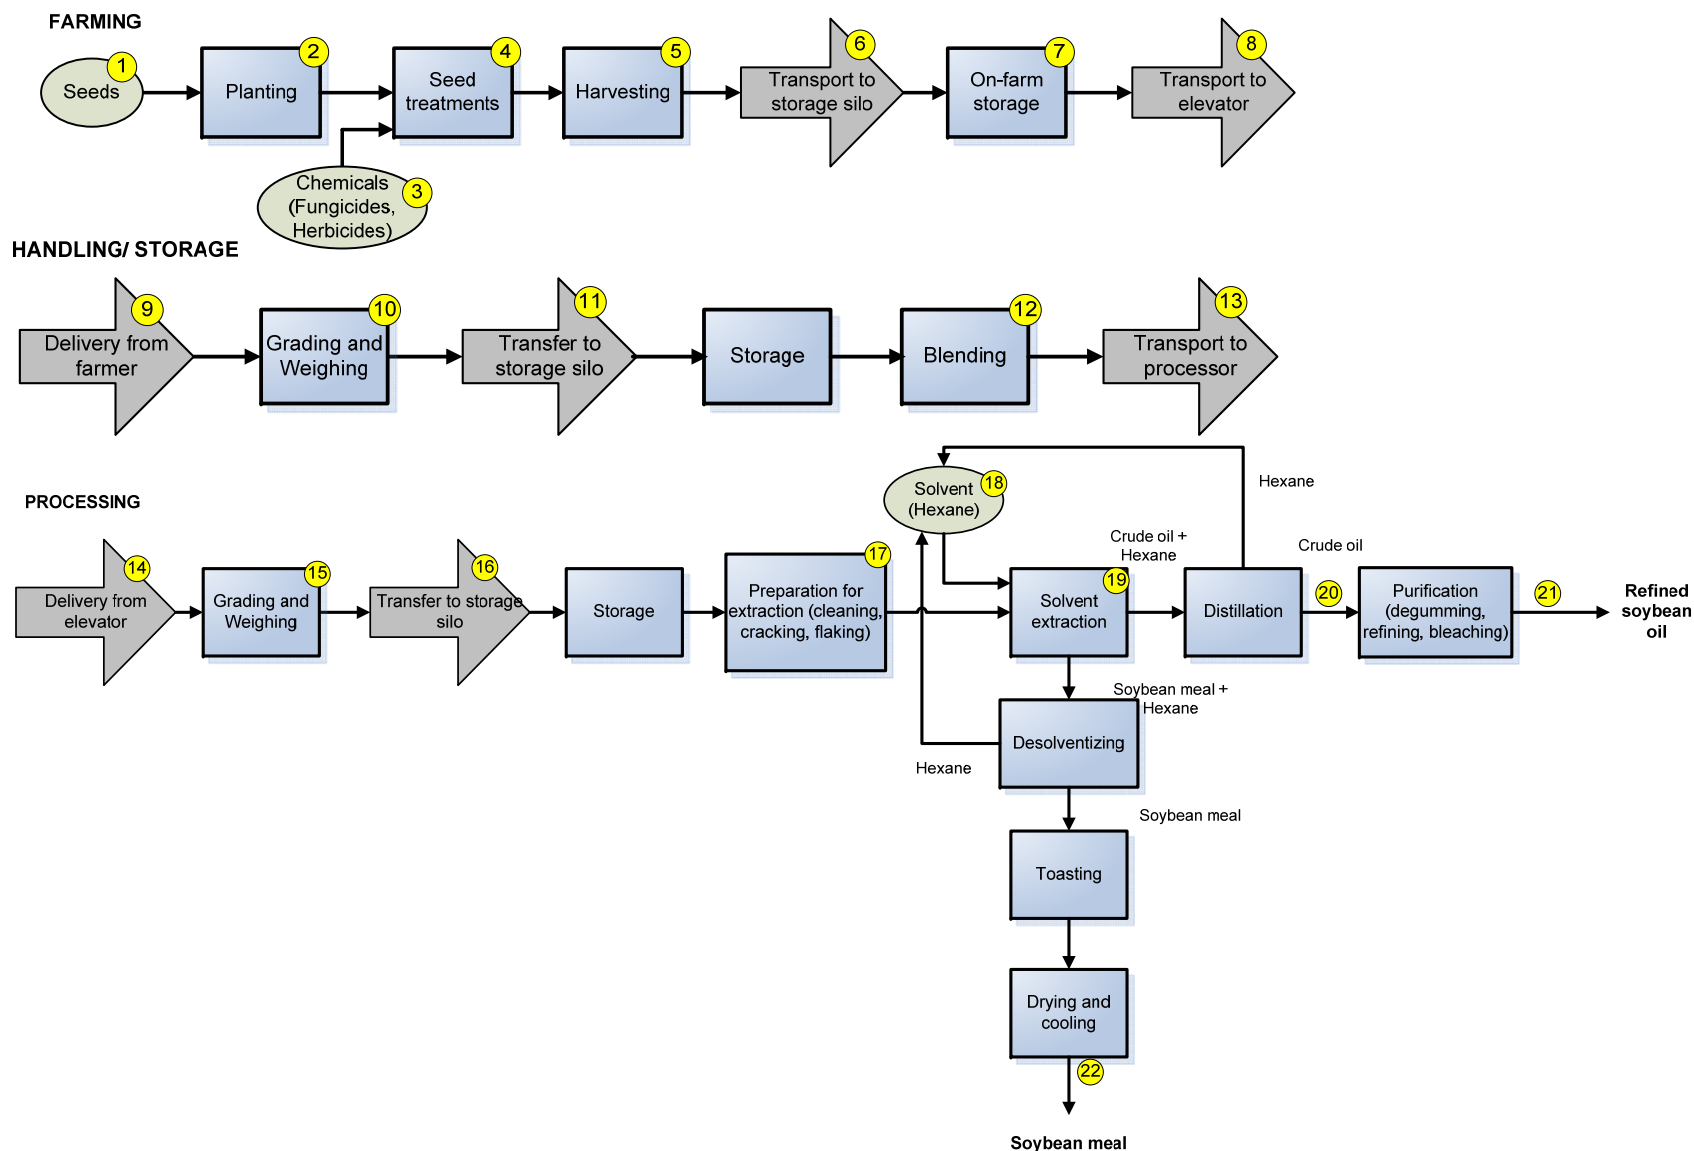 FARMING
1
Seeds
2
Planting
4
Seed
treatments
5
Harvesting
6
Transport to
storage silo
7
On-farm
storage
8
Transport to
elevator
3
Chemicals
(Fungicides,
Herbicides)
HANDLING/ STORAGE
9
Delivery from
farmer
10
Grading and
Weighing
11
Transfer to
storage silo
Storage
12
Blending
13
Transport to
processor
PROCESSING
14
Delivery from
elevator
15
Grading and
Weighing
16
Transfer to storage
silo
Storage
17
Preparation for
extraction (cleaning,
cracking, flaking)
18
Solvent
(Hexane)
Hexane
Crude oil +
Hexane
19
Solvent
extraction
Distillation
Crude oil
20
Purification
(degumming,
refining, bleaching)
21
Refined
soybean
oil
Soybean meal +
Hexane
Desolventizing
Hexane
Soybean meal
Toasting
Drying and
cooling
22
Soybean meal